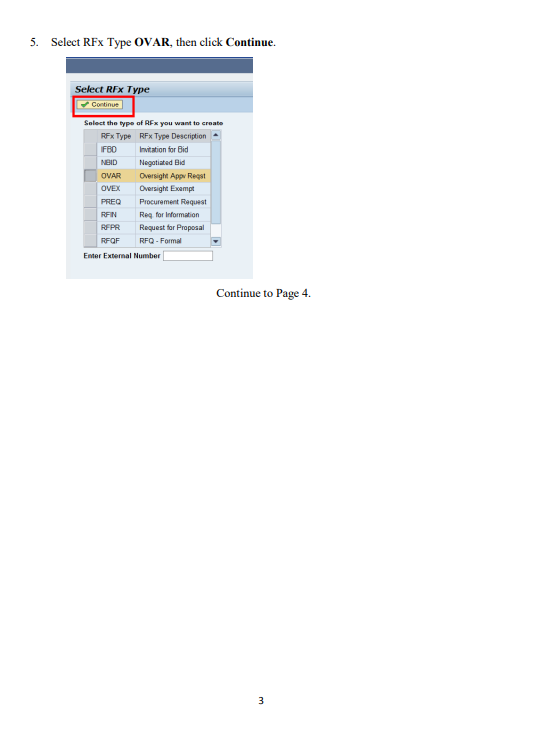 5. Select RFx Type OVAR, then click Continue.
Select RFx Type
Continue
Select the type of RFx you want to create
RFx Type RFx Type Description
IFBD Invitation for Bid
NBID Negotiated Bid
OVAR Oversight Appv Reqst
OVEX Oversight Exempt
PREQ Procurement Request
RFIN Req. for Information
RFPR Request for Proposal
RFQF RFQ - Formal
Enter External Number
Continue to Page 4.
3